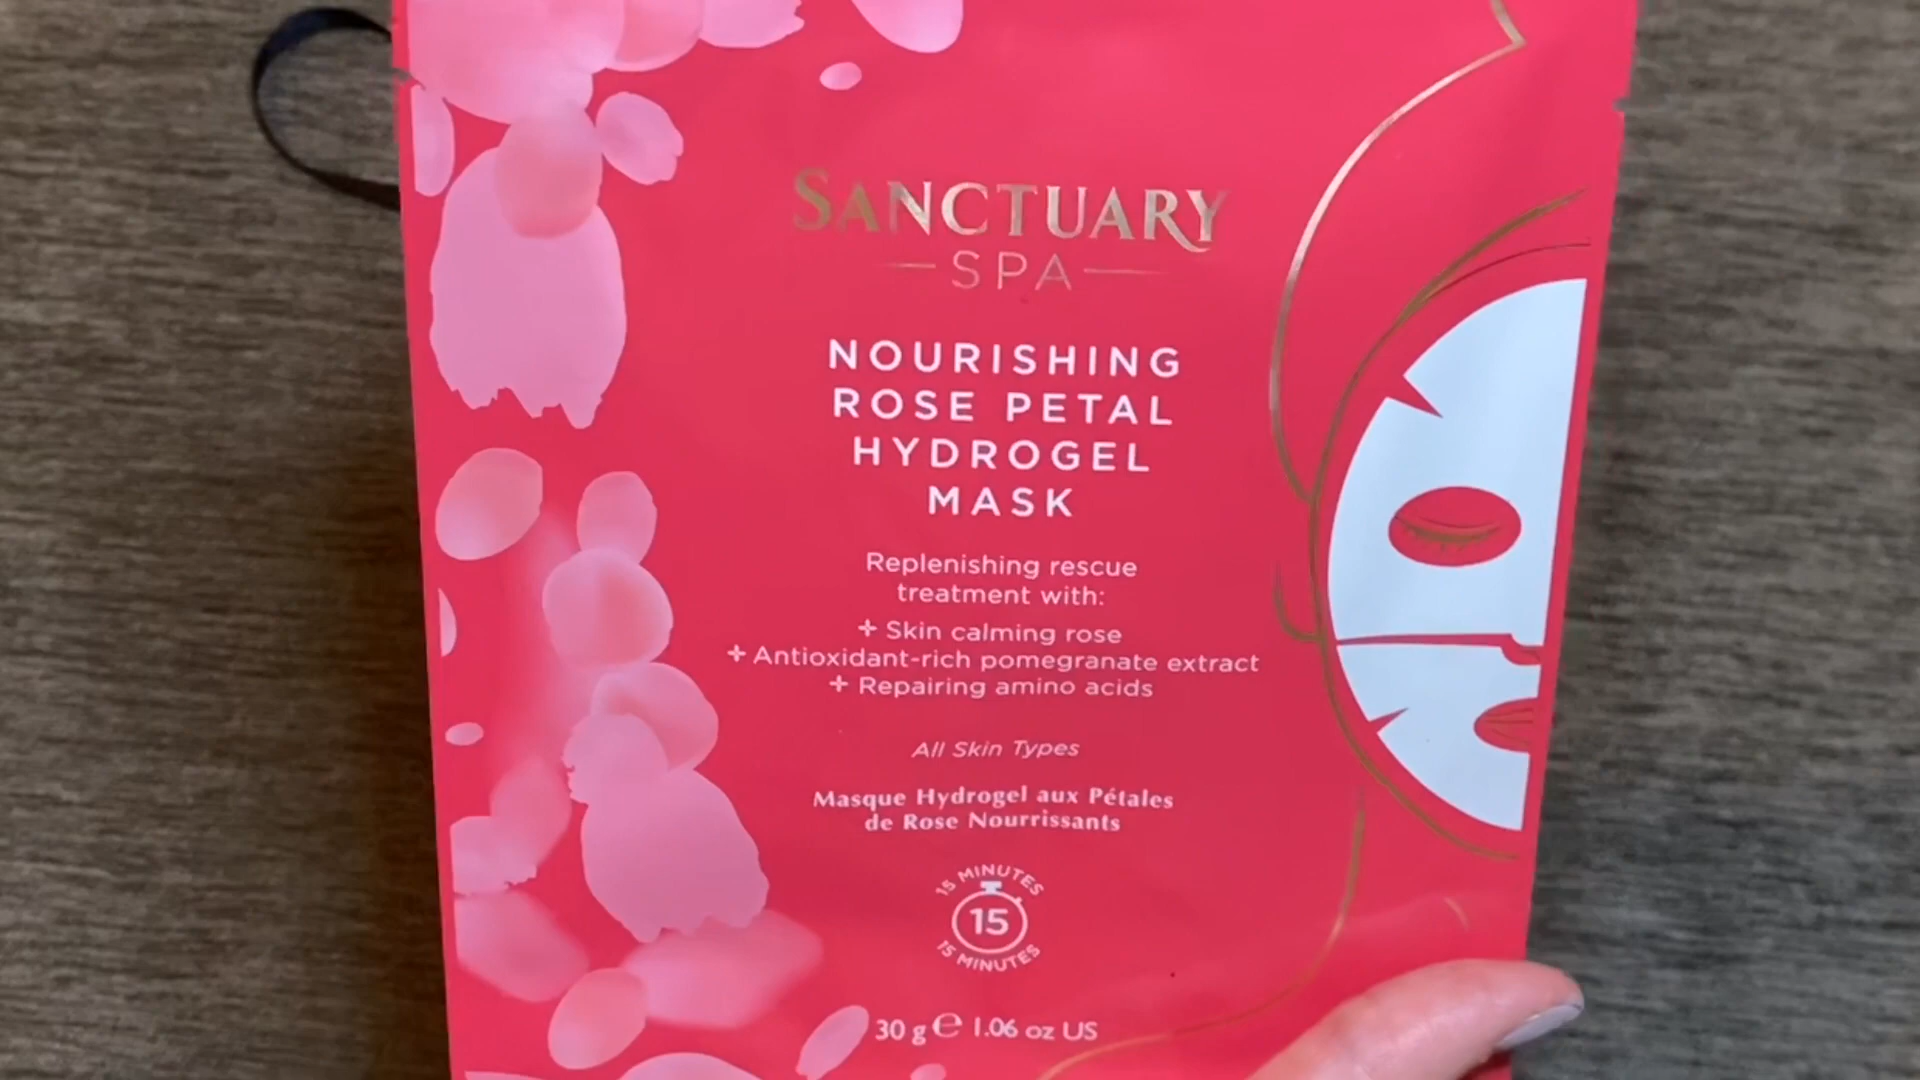 SANCTUARY
SPA
NOURISHING
ROSE PETAL
HYDROGEL
MASK
Replenishing rescue
treatment with:
+ Skin calming rose
+ Antioxidant-rich pomegranate extract
+ Repairing amino acids
All Skin Types
Masque Hydrogel aux Pétales
de Rose Nourrissants
15 MINUTES
15
15 MINUTES
30 g ℮ 1.06 oz US